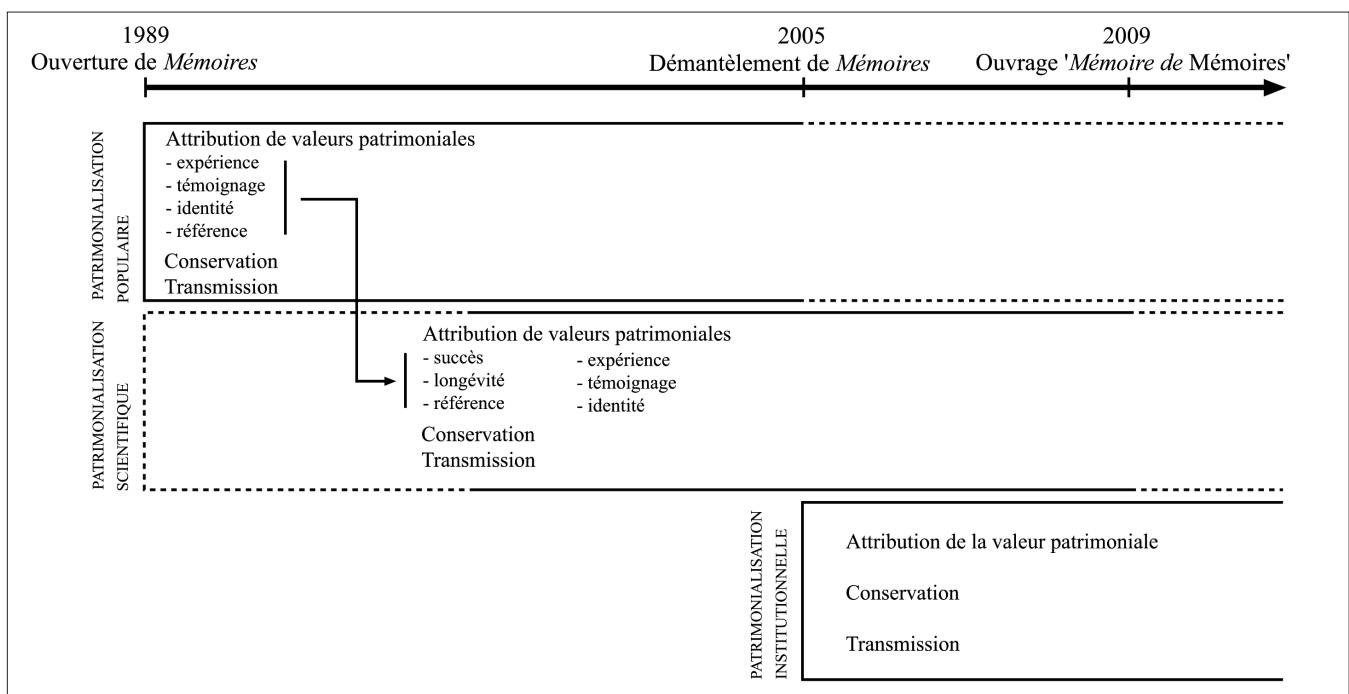 1989
Ouverture de Mémoires
2005
Démantèlement de Mémoires
2009
Ouvrage 'Mémoire de Mémoires'
PATRIMONIALISATION
POPULAIRE
Attribution de valeurs patrimoniales
- expérience
- témoignage
- identité
- référence
Conservation
Transmission
PATRIMONIALISATION
SCIENTIFIQUE
Attribution de valeurs patrimoniales
- succès
- longévité
- référence
- expérience
- témoignage
- identité
Conservation
Transmission
PATRIMONIALISATION
INSTITUTIONNELLE
Attribution de la valeur patrimoniale
Conservation
Transmission